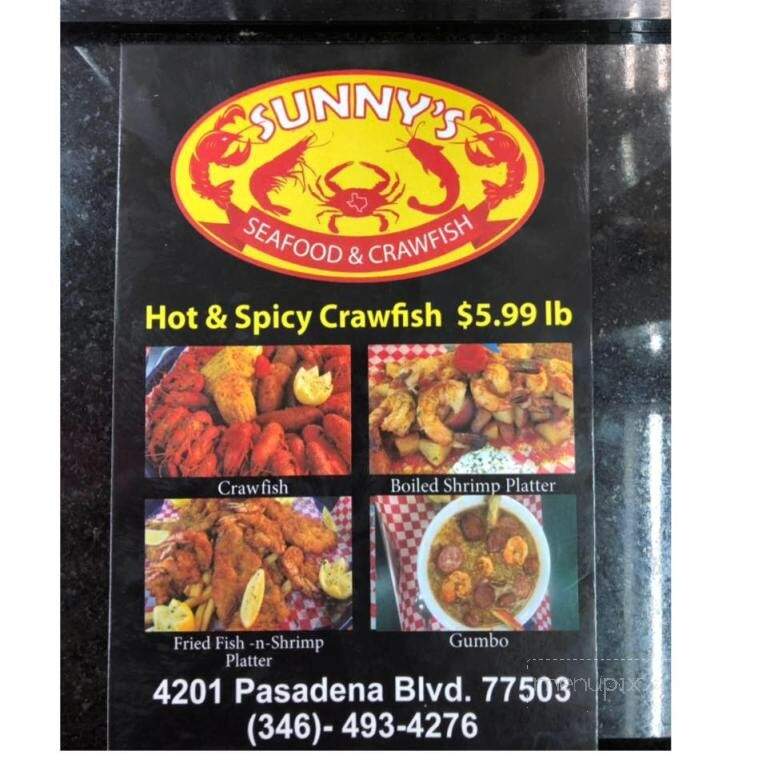 SUNNY'S
SEAFOOD & CRAWFISH
Hot & Spicy Crawfish $5.99 lb
Crawfish
Boiled Shrimp Platter
Fried Fish -n-Shrimp
Platter
Gumbo
4201 Pasadena Blvd. 77503
(346)- 493-4276
menupix